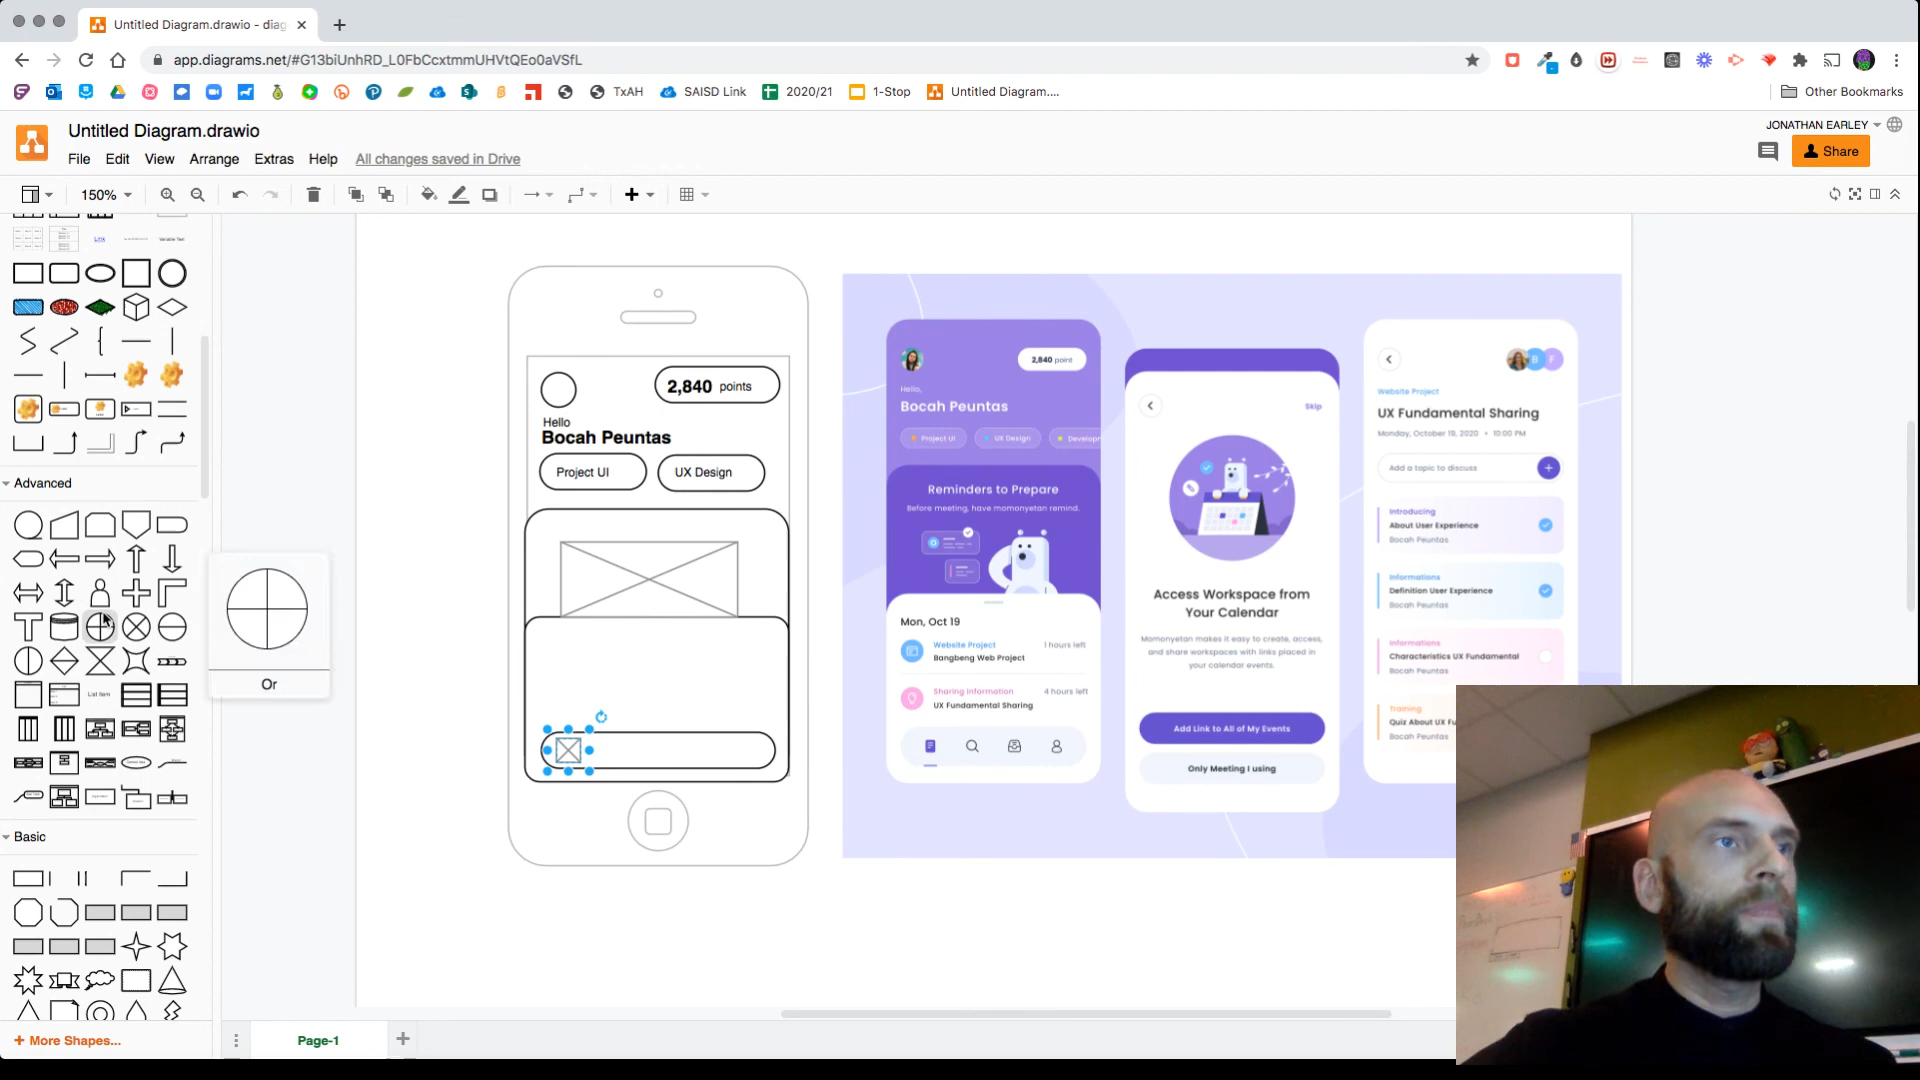 Untitled Diagram.drawio - diag
app.diagrams.net/#G13biUnhRD_L0FbCcxtmmUHVtQEo0aVSfL
TxAH
SAISD Link
2020/21
1-Stop
Untitled Diagram....
Other Bookmarks
Untitled Diagram.drawio
JONATHAN EARLEY
File
Edit
View
Arrange
Extras
Help
All changes saved in Drive
Share
150%
Link
Advanced
List Item
Or
Basic
+ More Shapes...
Page-1
2,840 points
Hello
Bocah Peuntas
Project UI
UX Design
2,840 point
Hello,
Bocah Peuntas
Project UI
UX Design
Develop
Reminders to Prepare
Before meeting, have momonyetan remind.
Mon, Oct 19
Website Project
1 hours left
Bangbeng Web Project
Sharing Information
4 hours left
UX Fundamental Sharing
Skip
Access Workspace from
Your Calendar
Momonyetan makes it easy to create, access,
and share workspaces with links placed in
your calendar events.
Add Link to All of My Events
Only Meeting I using
B
F
Website Project
UX Fundamental Sharing
Monday, October 19, 2020 • 10:00 PM
Add a topic to discuss
Introducing
About User Experience
Bocah Peuntas
Informations
Definition User Experience
Bocah Peuntas
Informations
Characteristics UX Fundamental
Bocah Peuntas
Training
Quiz About UX Fu
Bocah Peuntas